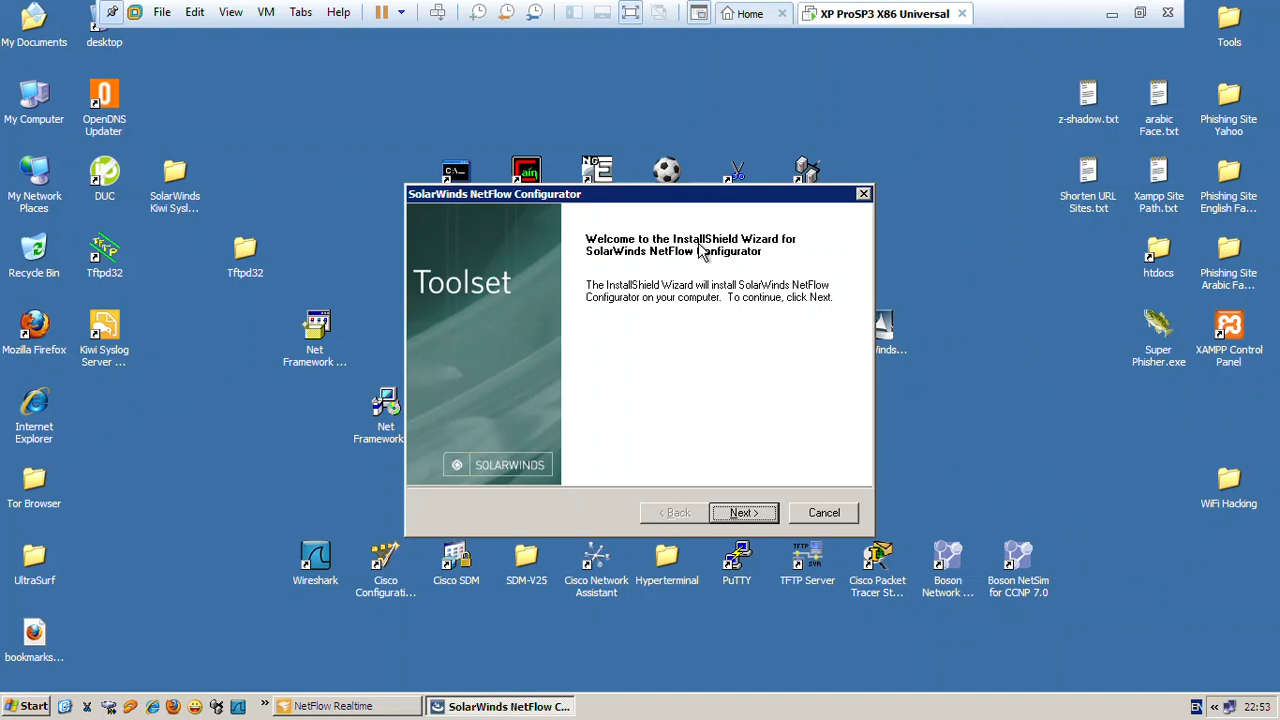 File Edit View VM Tabs Help
Home
XP ProSP3 X86 Universal
My Documents
desktop
Tools
My Computer
OpenDNS
Updater
z-shadow.txt
arabic
Face.txt
Phishing Site
Yahoo
My Network
Places
DUC
SolarWinds
Kiwi Sysl...
Shorten URL
Sites.txt
Xampp Site
Path.txt
Phishing Site
English Fa...
Recycle Bin
Tftpd32
Tftpd32
htdocs
Phishing Site
Arabic Fa...
Mozilla Firefox
Kiwi Syslog
Server ...
Net
Framework ...
Super
Phisher.exe
XAMPP Control
Panel
Internet
Explorer
Net
Framework
Tor Browser
WiFi Hacking
SolarWinds NetFlow Configurator
Toolset
SOLARWINDS
Welcome to the InstallShield Wizard for
SolarWinds NetFlow Configurator
The InstallShield Wizard will install SolarWinds NetFlow
Configurator on your computer. To continue, click Next.
< Back
Next >
Cancel
UltraSurf
Wireshark
Cisco
Configurati...
Cisco SDM
SDM-V25
Cisco Network
Assistant
Hyperterminal
PuTTY
TFTP Server
Cisco Packet
Tracer St...
Boson
Network ...
Boson NetSim
for CCNP 7.0
bookmarks...
Start
NetFlow Realtime
SolarWinds NetFlow C...
EN
22:53